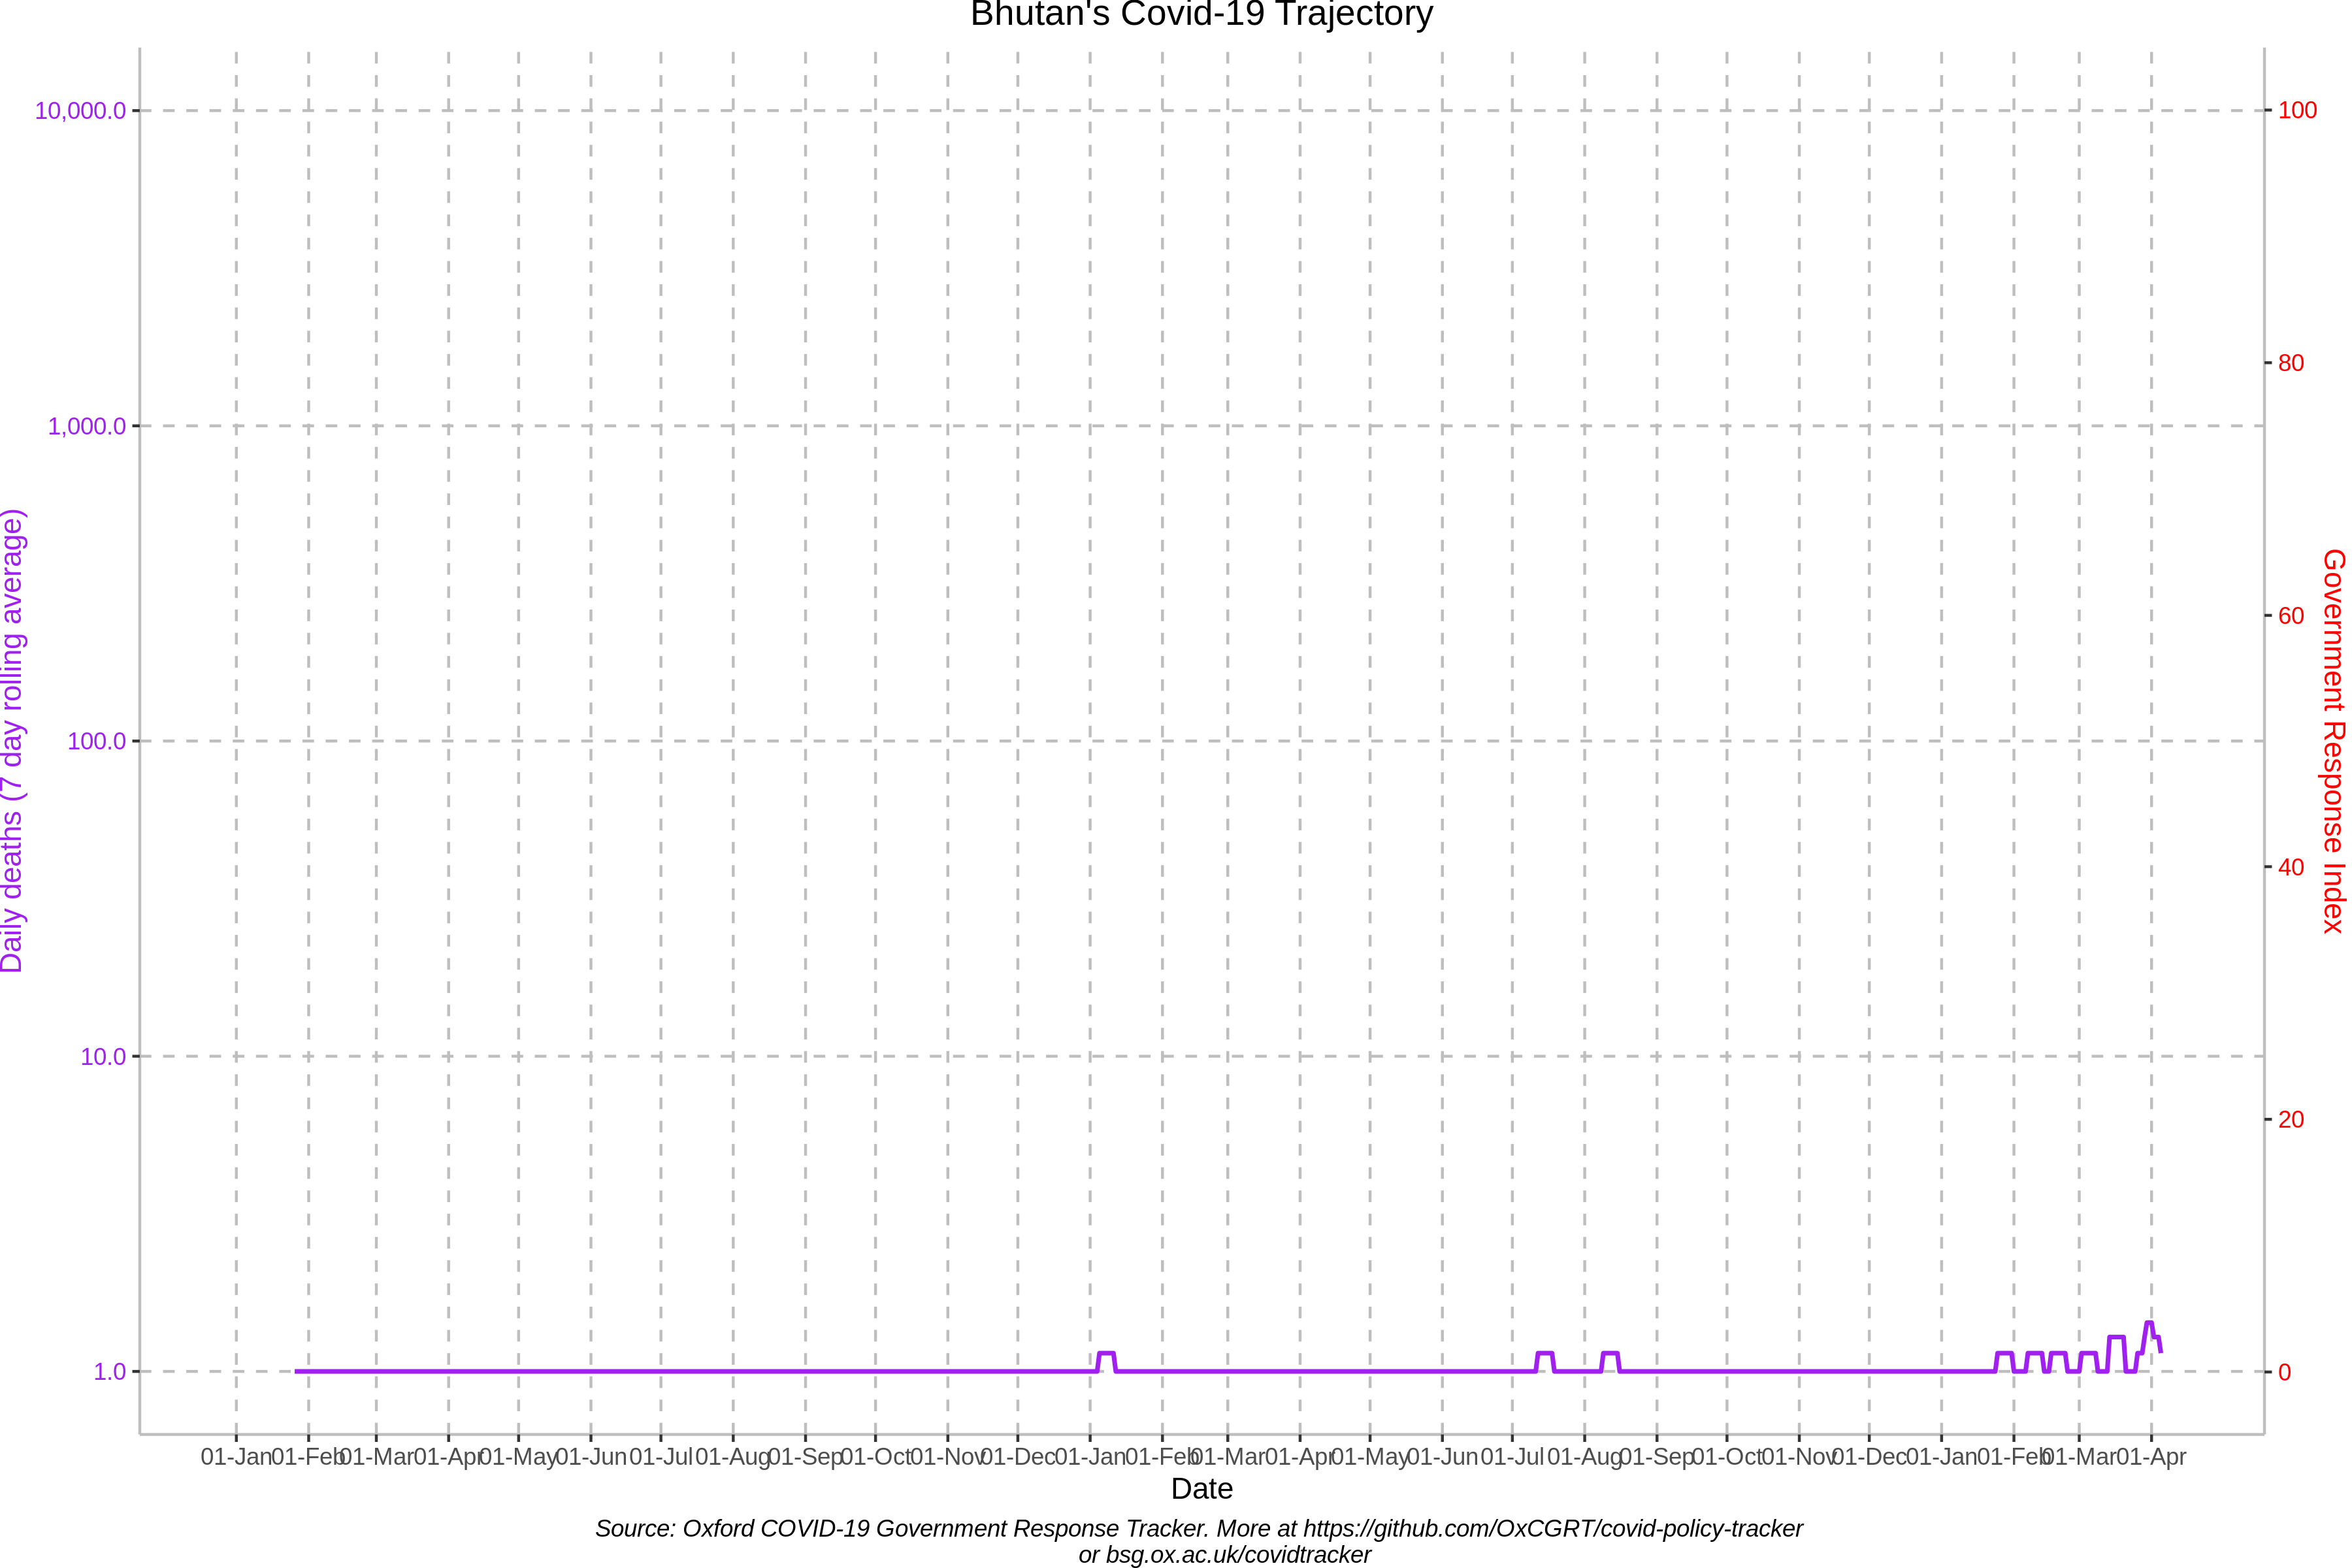 Bhutan's Covid-19 Trajectory
10,000.0
1,000.0
100.0
10.0
1.0
Daily deaths (7 day rolling average)
100
80
60
40
20
0
Government Response Index
01-Jan 01-Feb 01-Mar 01-Apr 01-May 01-Jun 01-Jul 01-Aug 01-Sep 01-Oct 01-Nov 01-Dec 01-Jan 01-Feb 01-Mar 01-Apr 01-May 01-Jun 01-Jul 01-Aug 01-Sep 01-Oct 01-Nov 01-Dec 01-Jan 01-Feb 01-Mar 01-Apr
Date
Source: Oxford COVID-19 Government Response Tracker. More at https://github.com/OxCGRT/covid-policy-tracker
or bsg.ox.ac.uk/covidtracker